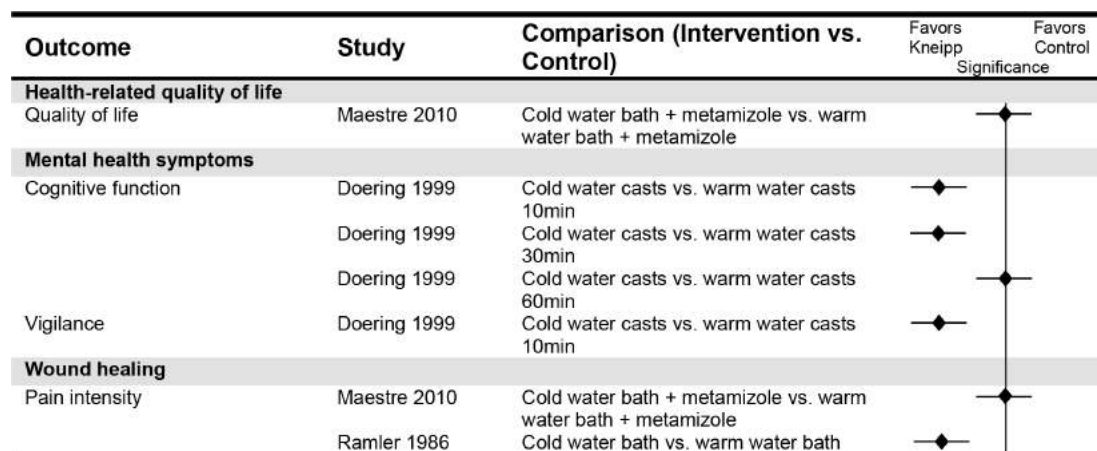 Outcome Study Comparison (Intervention vs. Control) Favors Kneipp Favors Control
Significance
Health-related quality of life
Quality of life Maestre 2010 Cold water bath + metamizole vs. warm
water bath + metamizole
Mental health symptoms
Cognitive function Doering 1999 Cold water casts vs. warm water casts
10min
Doering 1999 Cold water casts vs. warm water casts
30min
Doering 1999 Cold water casts vs. warm water casts
60min
Vigilance Doering 1999 Cold water casts vs. warm water casts
10min
Wound healing
Pain intensity Maestre 2010 Cold water bath + metamizole vs. warm
water bath + metamizole
Ramler 1986 Cold water bath vs. warm water bath